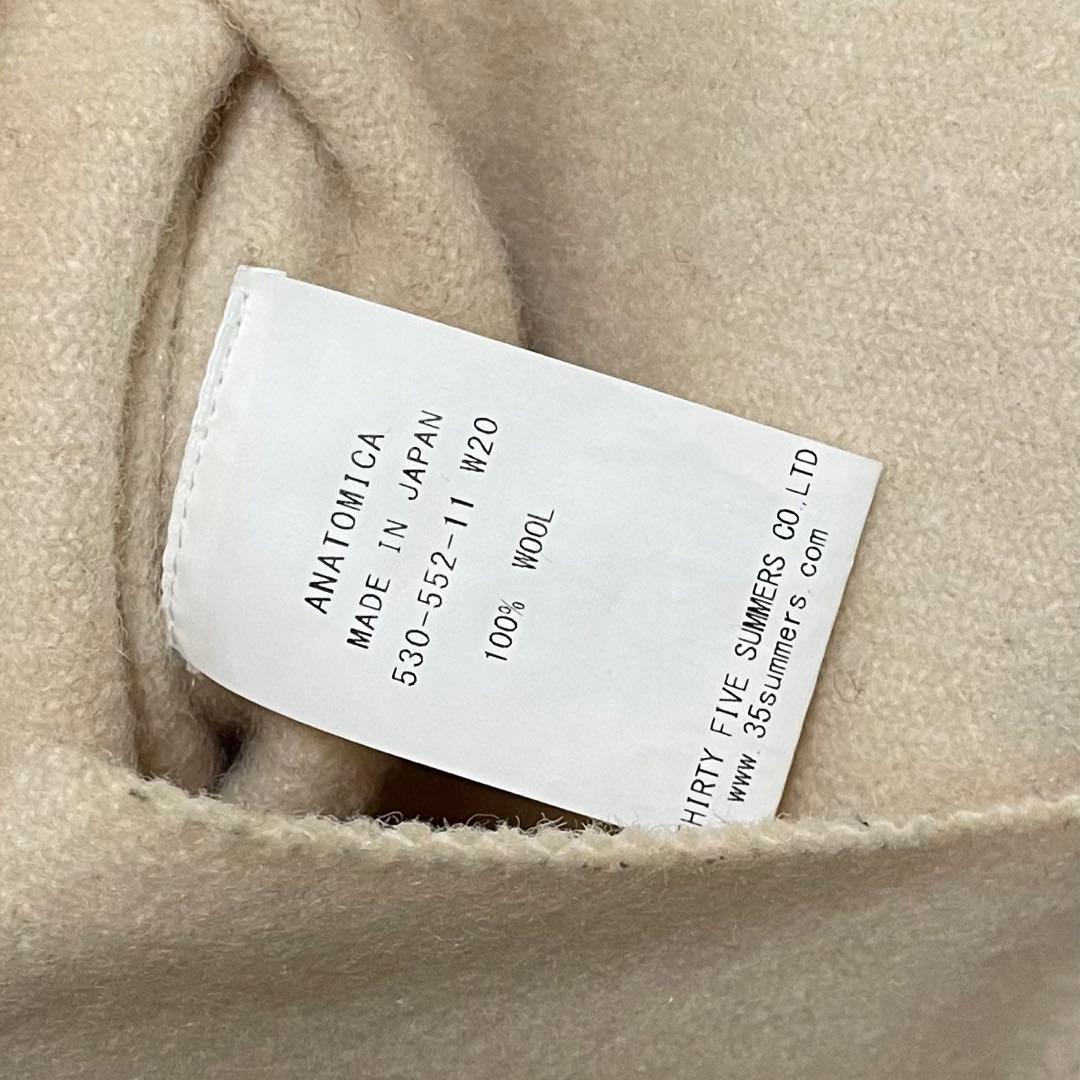 ANATOMICA
MADE IN JAPAN
530-552-11 W20
100% WOOL
HIRTY FIVE SUMMERS CO.,LTD
www.35summers.com